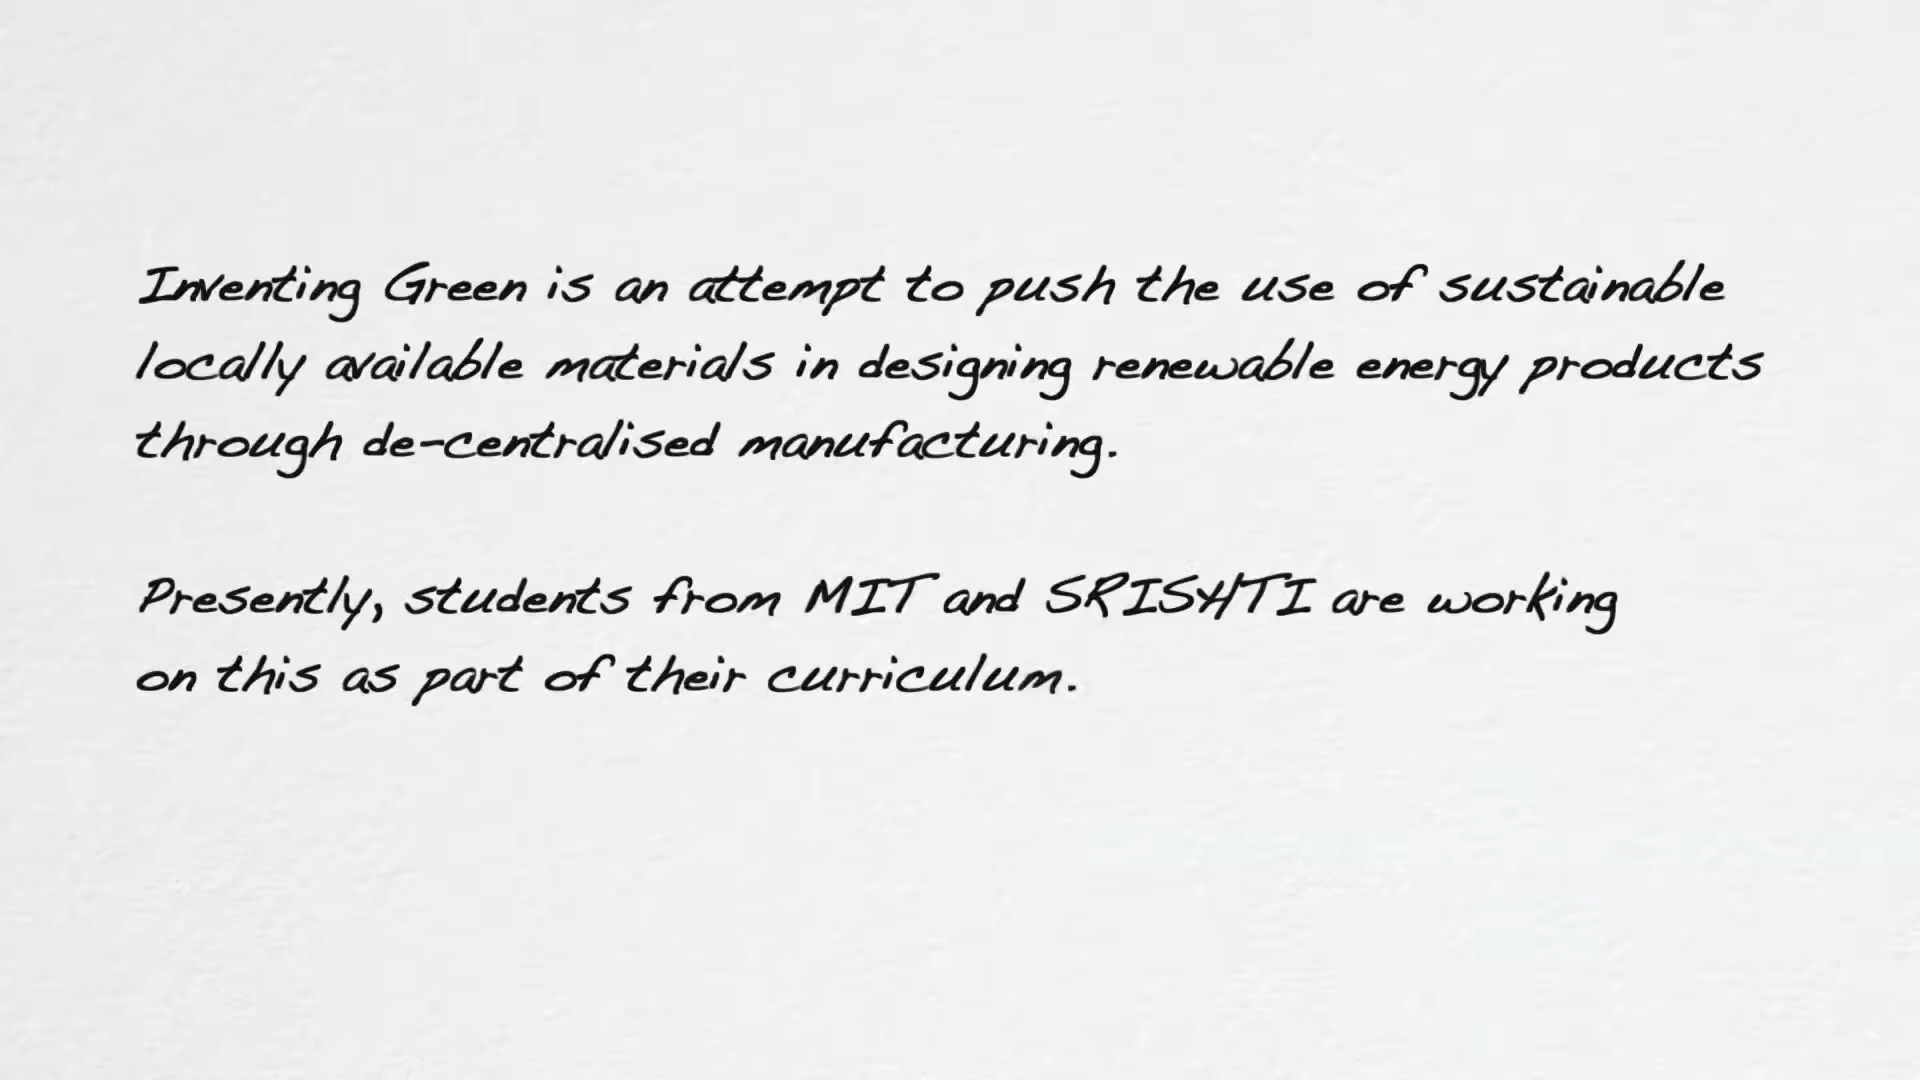 Inventing Green is an attempt to push the use of sustainable
locally available materials in designing renewable energy products
through de-centralised manufacturing.
Presently, students from MIT and SRISHTI are working
on this as part of their curriculum.